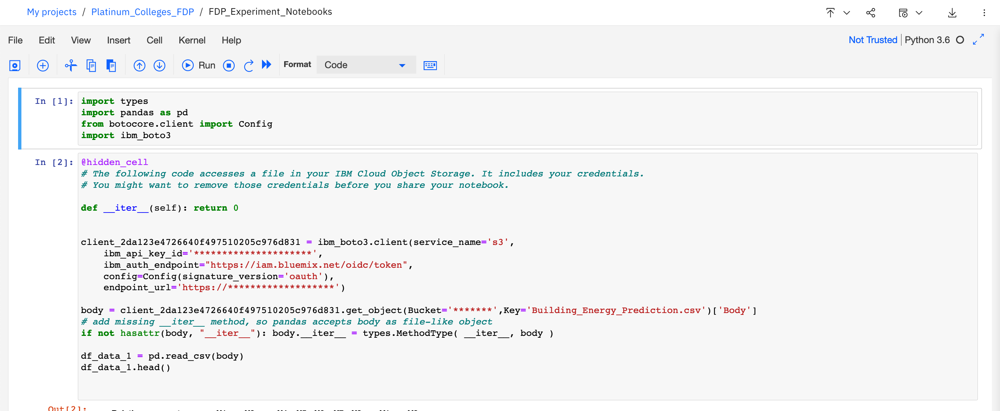 My projects / Platinum_Colleges_FDP / FDP_Experiment_Notebooks
File Edit View Insert Cell Kernel Help
Not Trusted | Python 3.6
Run Format Code
In [1]:
import types
import pandas as pd
from botocore.client import Config
import ibm_boto3
In [2]:
@hidden_cell
# The following code accesses a file in your IBM Cloud Object Storage. It includes your credentials.
# You might want to remove those credentials before you share your notebook.
def __iter__(self): return 0
client_2da123e4726640f497510205c976d831 = ibm_boto3.client(service_name='s3',
    ibm_api_key_id='*********************',
    ibm_auth_endpoint="https://iam.bluemix.net/oidc/token",
    config=Config(signature_version='oauth'),
    endpoint_url='https://*******************')
body = client_2da123e4726640f497510205c976d831.get_object(Bucket='*******',Key='Building_Energy_Prediction.csv')['Body']
# add missing __iter__ method, so pandas accepts body as file-like object
if not hasattr(body, "__iter__"): body.__iter__ = types.MethodType( __iter__, body )
df_data_1 = pd.read_csv(body)
df_data_1.head()
Out[2]: